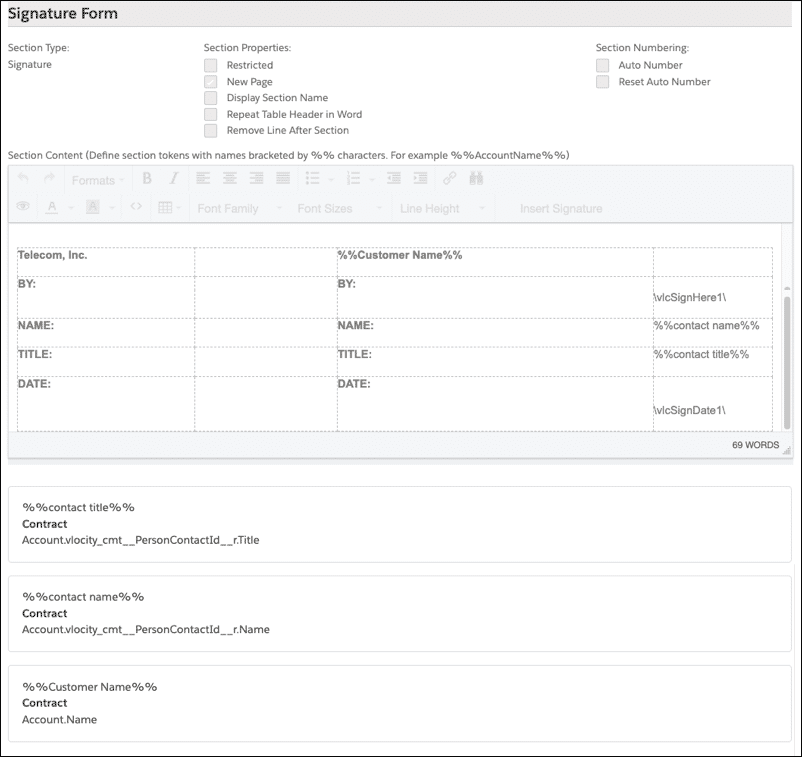 Signature Form
Section Type: Section Properties: Section Numbering:
Signature Restricted Auto Number
New Page Reset Auto Number
Display Section Name
Repeat Table Header in Word
Remove Line After Section
Section Content (Define section tokens with names bracketed by %% characters. For example %%AccountName%%)
Formats B I
A A <> Font Family Font Sizes Line Height Insert Signature
Telecom, Inc. %%Customer Name%%
BY: BY:
\vlcSignHere1\
NAME: NAME: %%contact name%%
TITLE: TITLE: %%contact title%%
DATE: DATE:
\vlcSignDate1\
69 WORDS
%%contact title%%
Contract
Account.vlocity_cmt__PersonContactId__r.Title
%%contact name%%
Contract
Account.vlocity_cmt__PersonContactId__r.Name
%%Customer Name%%
Contract
Account.Name